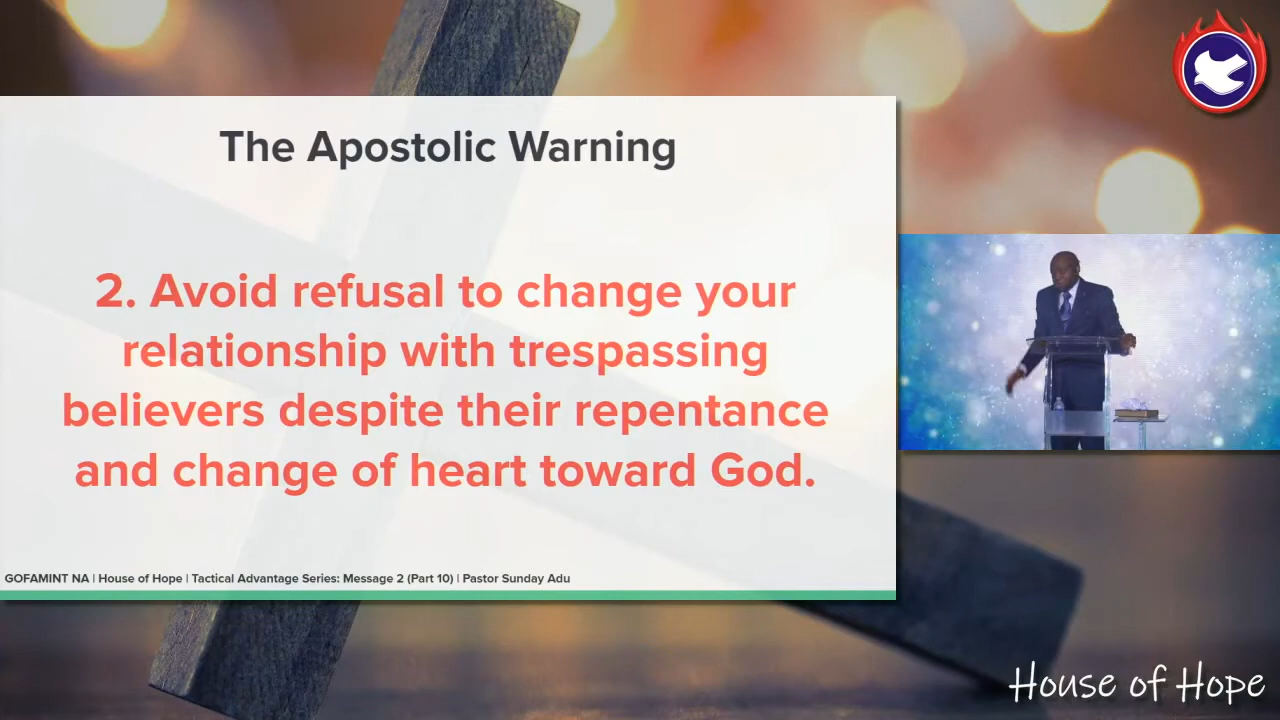 The Apostolic Warning
2. Avoid refusal to change your
relationship with trespassing
believers despite their repentance
and change of heart toward God.
GOFAMINT NA | House of Hope | Tactical Advantage Series: Message 2 (Part 10) | Pastor Sunday Adu
House of Hope